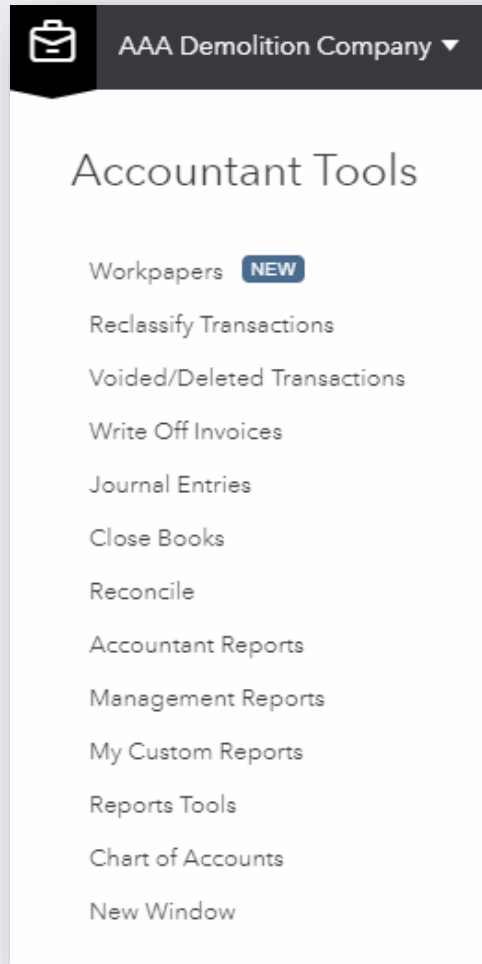 AAA Demolition Company
Accountant Tools
Workpapers NEW
Reclassify Transactions
Voided/Deleted Transactions
Write Off Invoices
Journal Entries
Close Books
Reconcile
Accountant Reports
Management Reports
My Custom Reports
Reports Tools
Chart of Accounts
New Window